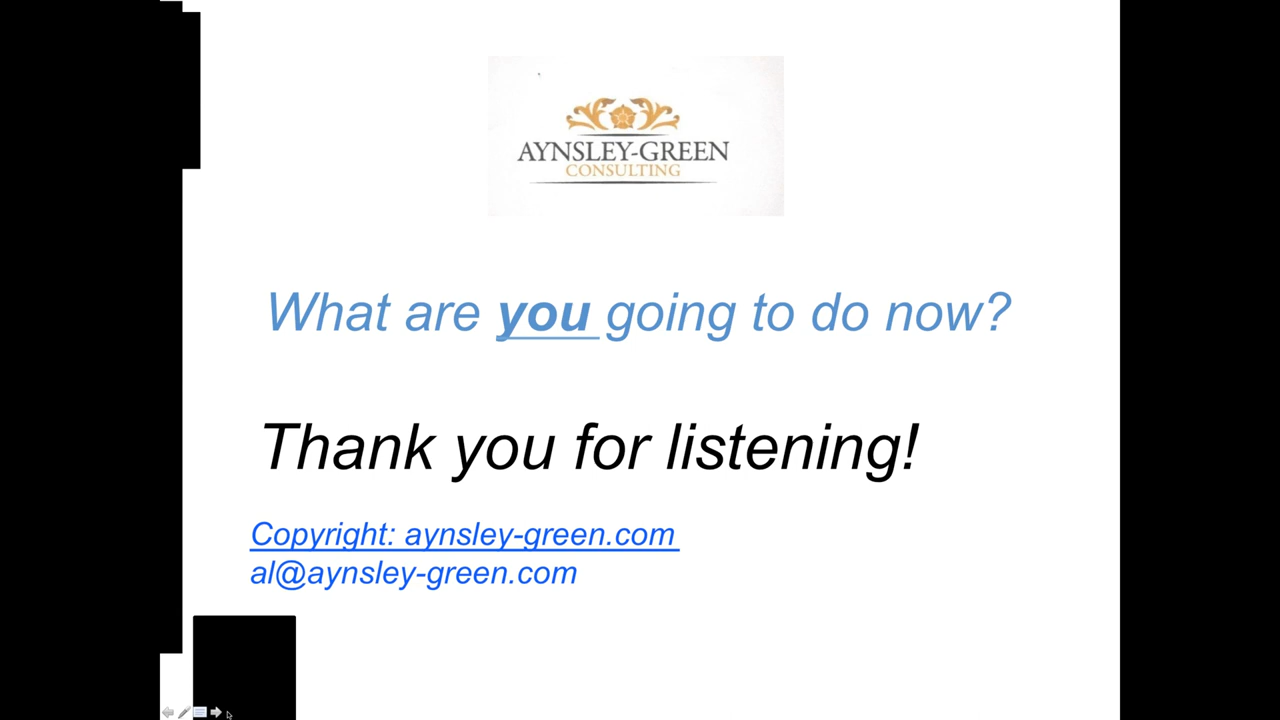 AYNSLEY-GREEN
CONSULTING
What are you going to do now?
Thank you for listening!
Copyright: aynsley-green.com
al@aynsley-green.com